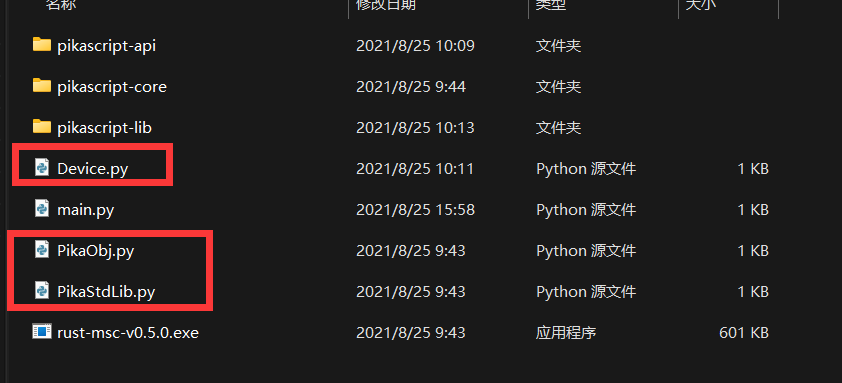 名称 修改日期 类型 大小
pikascript-api 2021/8/25 10:09 文件夹
pikascript-core 2021/8/25 9:44 文件夹
pikascript-lib 2021/8/25 10:13 文件夹
Device.py 2021/8/25 10:11 Python 源文件 1 KB
main.py 2021/8/25 15:58 Python 源文件 1 KB
PikaObj.py 2021/8/25 9:43 Python 源文件 1 KB
PikaStdLib.py 2021/8/25 9:43 Python 源文件 1 KB
rust-msc-v0.5.0.exe 2021/8/25 9:43 应用程序 601 KB